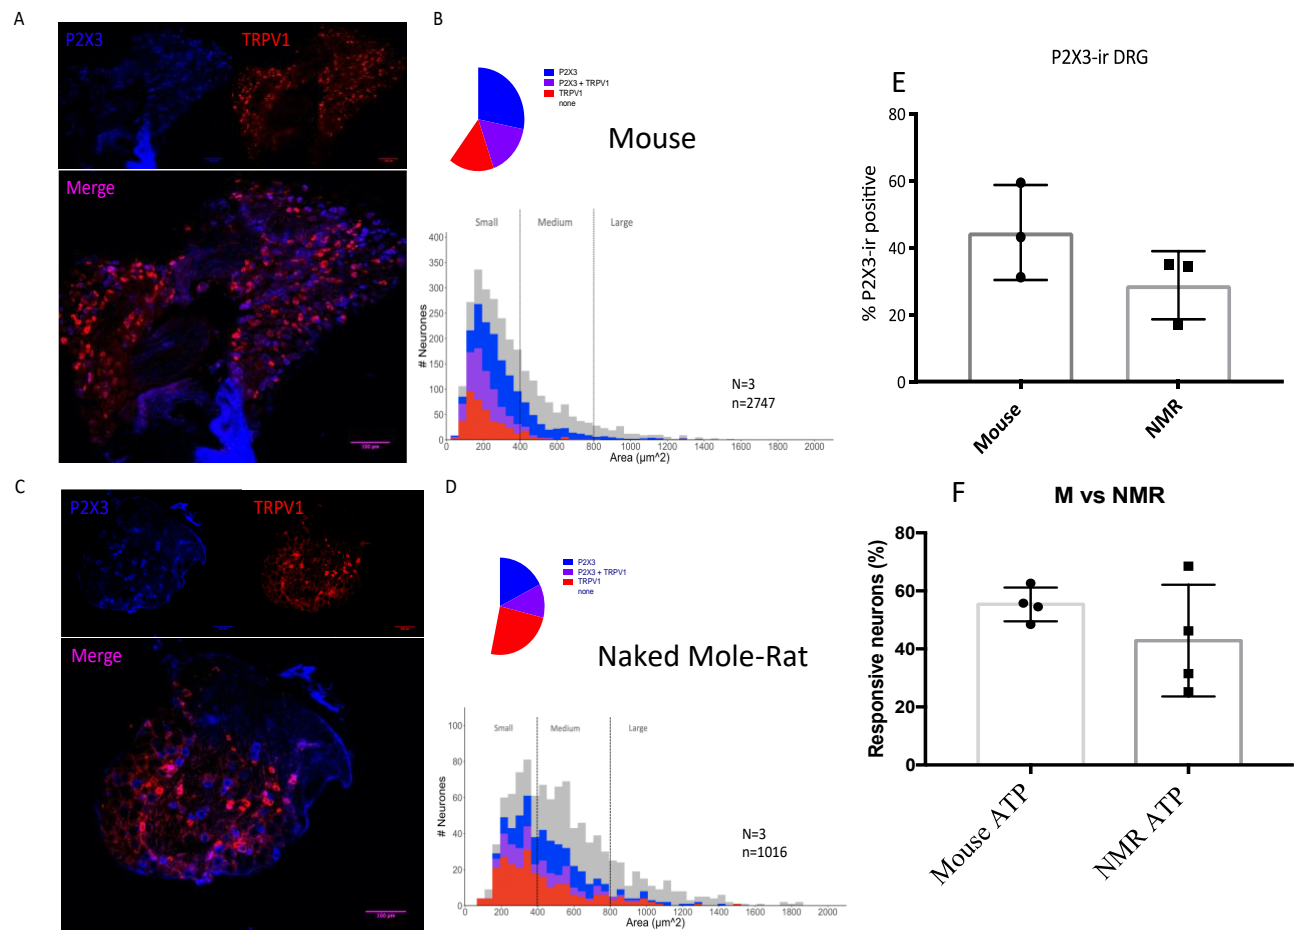 A
P2X3
TRPV1
Merge
100 µm
B
P2X3
P2X3 + TRPV1
TRPV1
none
Mouse
Small
Medium
Large
400
350
300
250
200
150
100
50
0
# Neurones
N=3
n=2747
0 200 400 600 800 1000 1200 1400 1600 1800 2000
Area (µm^2)
C
P2X3
TRPV1
Merge
100 µm
D
P2X3
P2X3 + TRPV1
TRPV1
none
Naked Mole-Rat
Small
Medium
Large
100
80
60
40
20
0
# Neurones
N=3
n=1016
0 200 400 600 800 1000 1200 1400 1600 1800 2000
Area (µm^2)
P2X3-ir DRG
E
80
60
40
20
0
% P2X3-ir positive
Mouse
NMR
F
M vs NMR
80
60
40
20
0
Responsive neurons (%)
Mouse ATP
NMR ATP